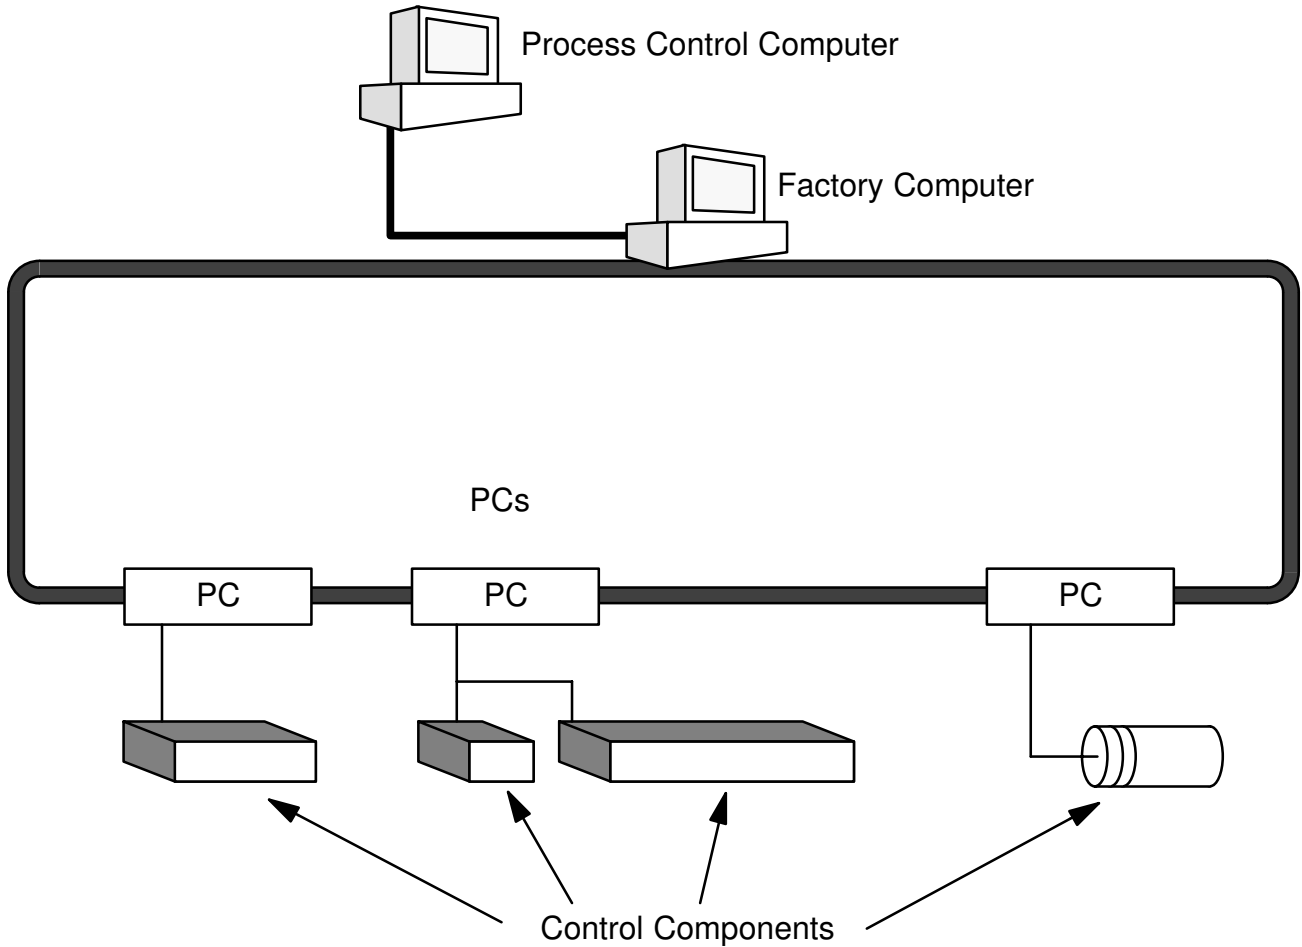 Process Control Computer
Factory Computer
PCs
PC
PC
PC
Control Components